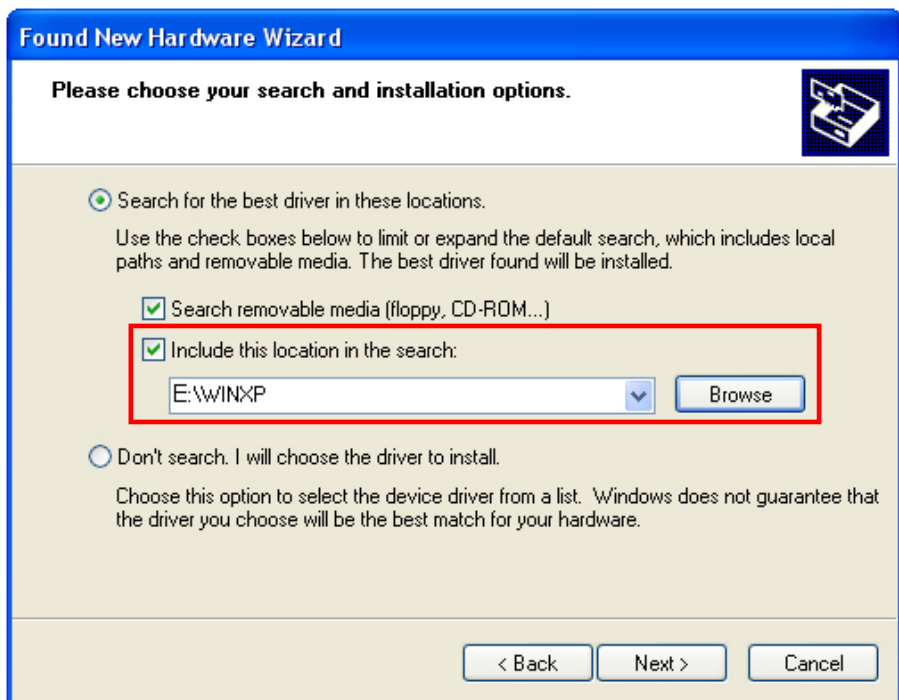 Found New Hardware Wizard
Please choose your search and installation options.
Search for the best driver in these locations.
Use the check boxes below to limit or expand the default search, which includes local
paths and removable media. The best driver found will be installed.
Search removable media (floppy, CD-ROM...)
Include this location in the search:
E:\WINXP
Browse
Don't search. I will choose the driver to install.
Choose this option to select the device driver from a list. Windows does not guarantee that
the driver you choose will be the best match for your hardware.
< Back
Next >
Cancel